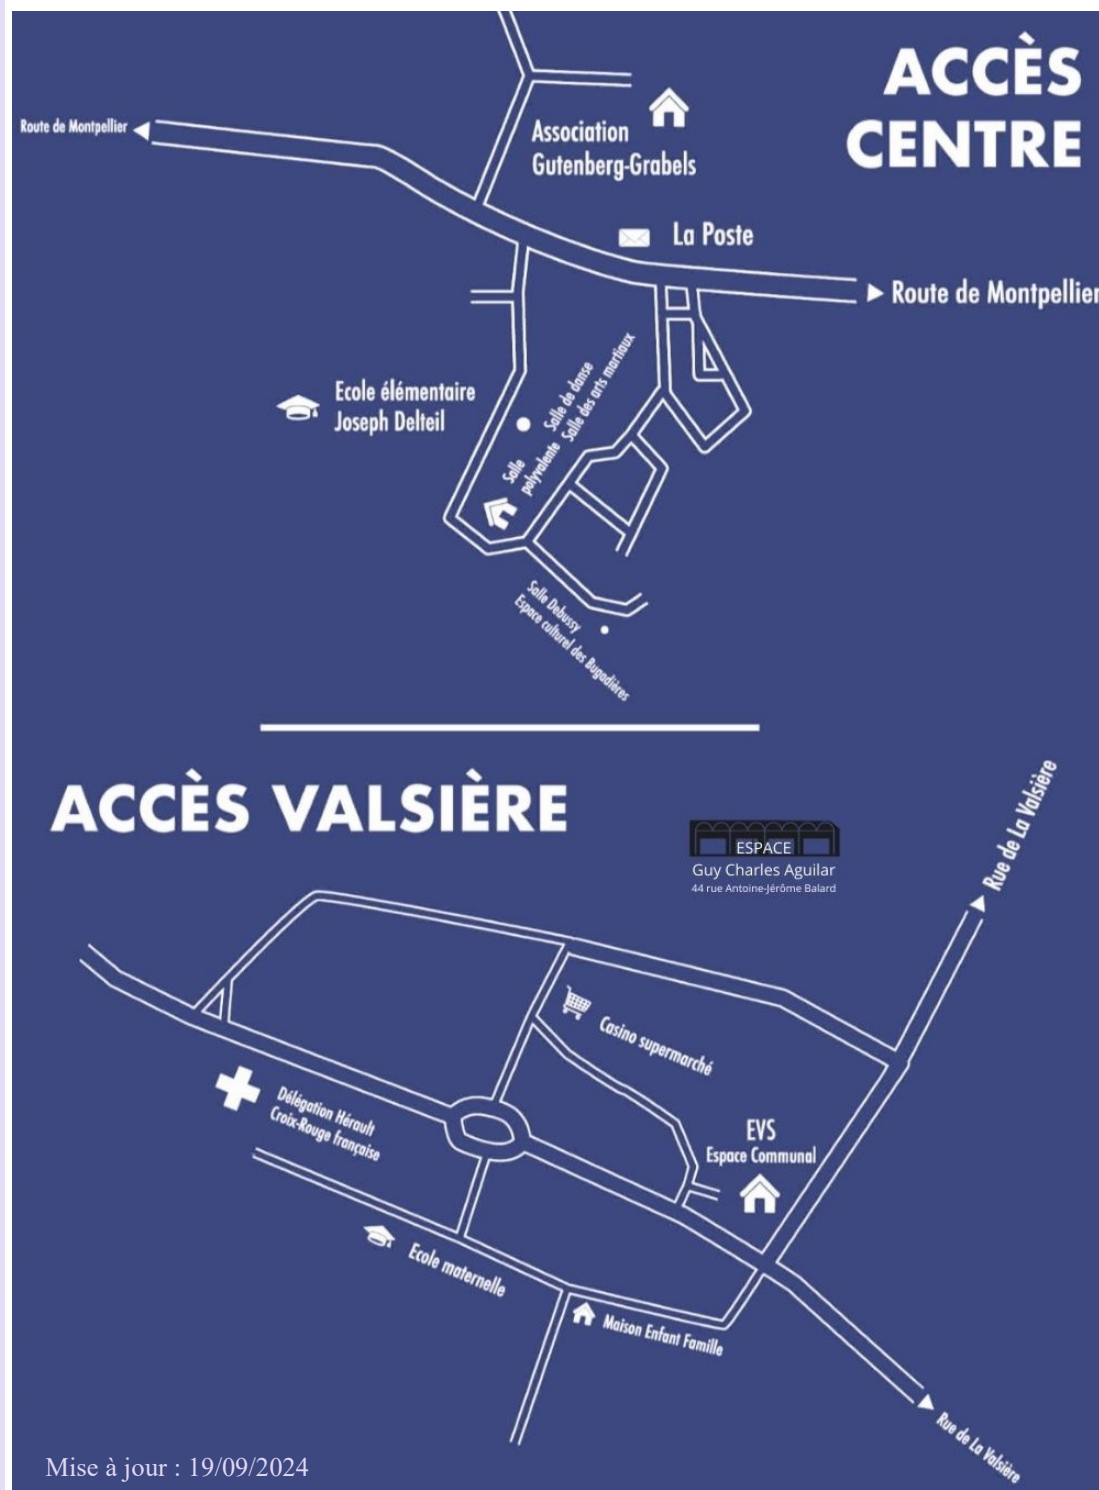 ACCÈS
CENTRE
Route de Montpellier
Association
Gutenberg-Grabels
La Poste
Route de Montpellier
Ecole élémentaire
Joseph Delteil
Salle de danse
Salle des arts martiaux
Salle
polyvalente
Salle Debussy
Espace culturel des Bugadières
ACCÈS VALSIÈRE
ESPACE
Guy Charles Aguilar
44 rue Antoine-Jérôme Balard
Rue de La Valsière
Casino supermarché
Délégation Hérault
Croix-Rouge française
EVS
Espace Communal
Ecole maternelle
Maison Enfant Famille
Rue de La Valsière
Mise à jour : 19/09/2024